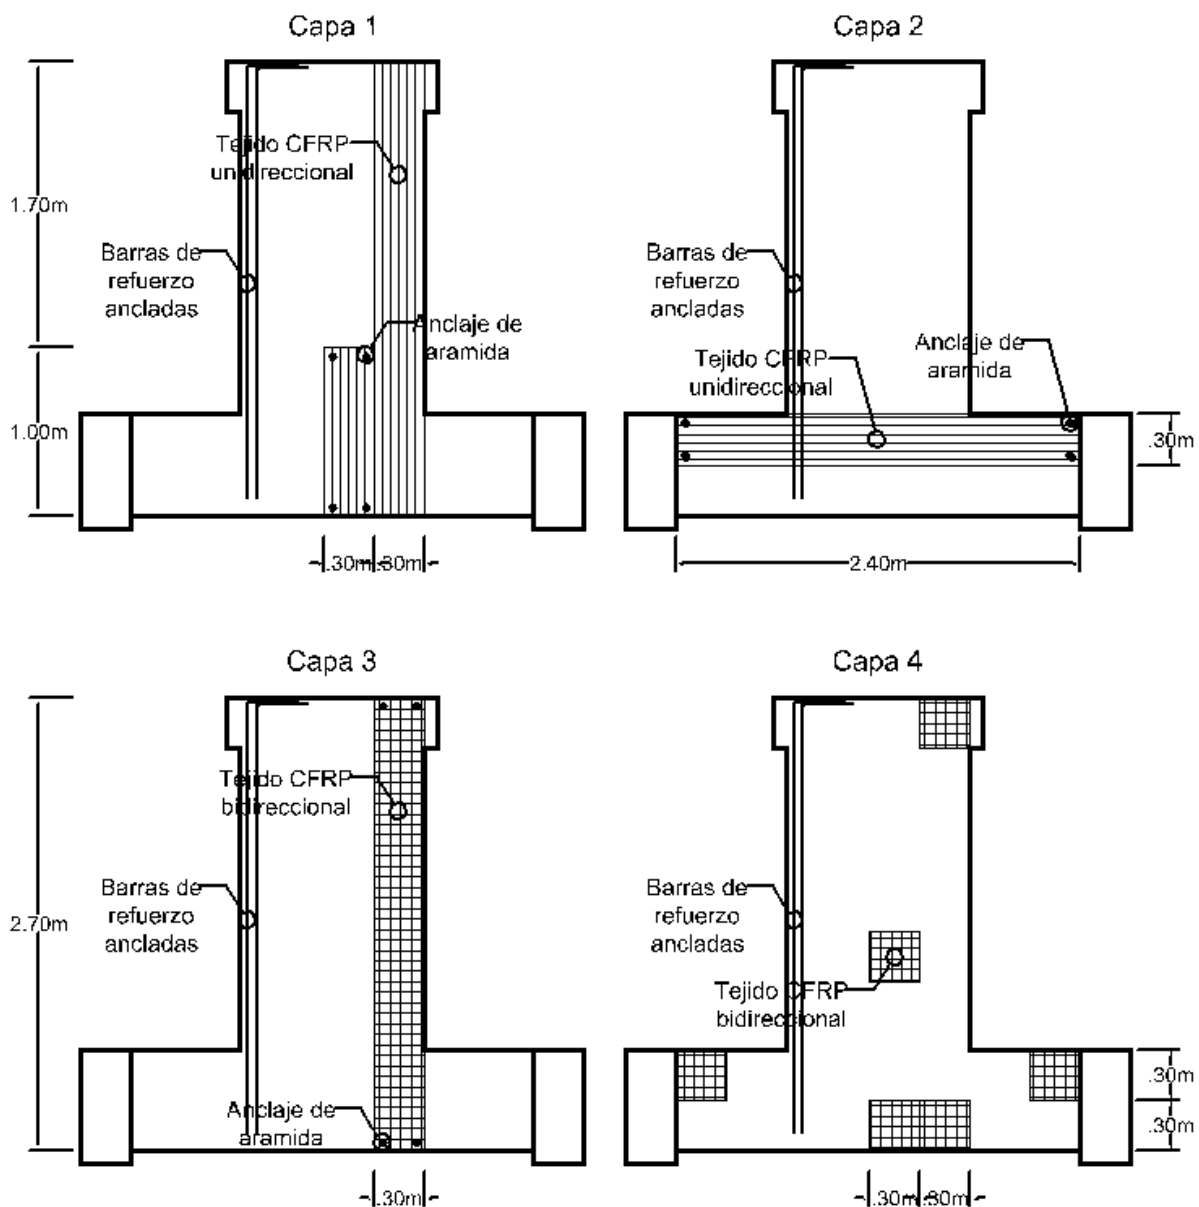 Capa 1
Tejido CFRP
unidireccional
1.70m
Barras de
refuerzo
ancladas
Anclaje de
aramida
1.00m
.30m
.30m
Capa 2
Barras de
refuerzo
ancladas
Tejido CFRP
unidireccional
Anclaje de
aramida
.30m
2.40m
Capa 3
Tejido CFRP
bidireccional
Barras de
refuerzo
ancladas
2.70m
Anclaje de
aramida
.30m
Capa 4
Barras de
refuerzo
ancladas
Tejido CFRP
bidireccional
.30m
.30m
.30m
.30m